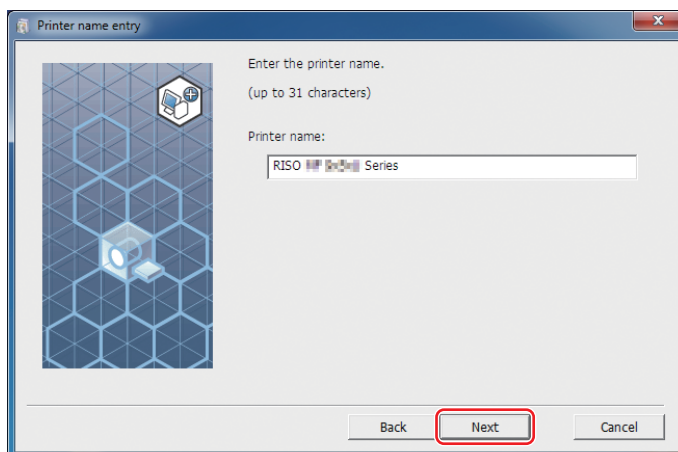 Printer name entry
Enter the printer name.
(up to 31 characters)
Printer name:
RISO Series
Back
Next
Cancel